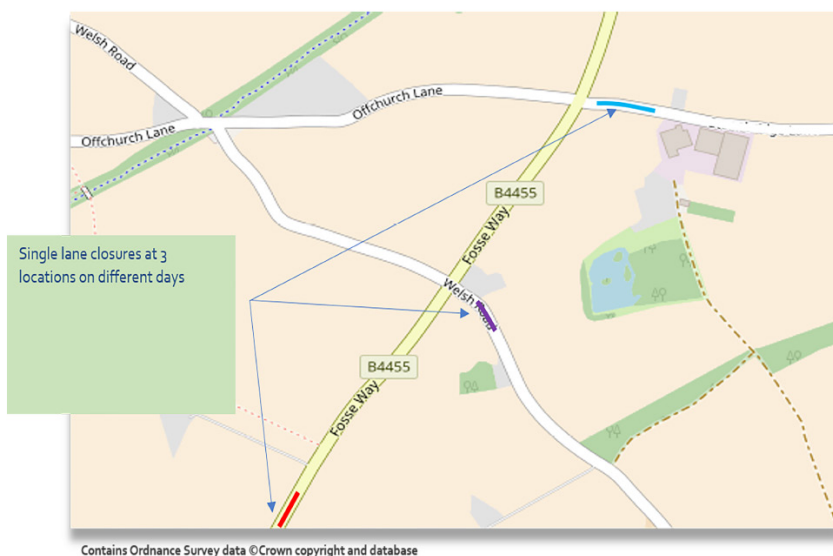 Welsh Road
Offchurch Lane
Offchurch Lane
B4455
Fosse Way
Single lane closures at 3
locations on different days
Welsh Road
B4455
Fosse Way
Contains Ordnance Survey data ©Crown copyright and database